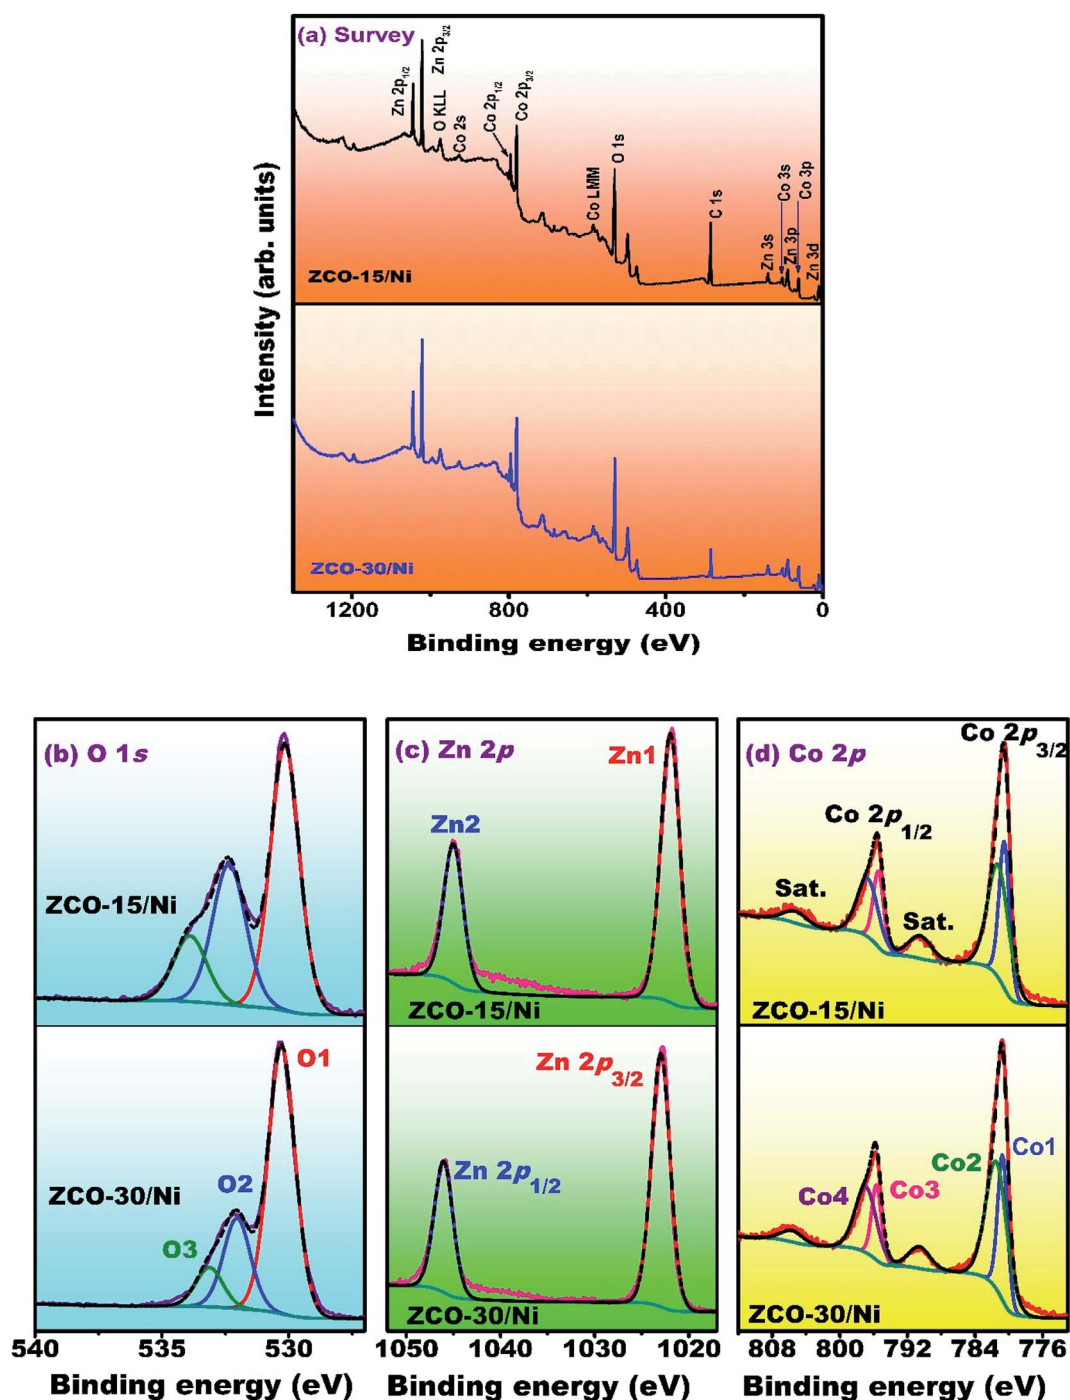 (a) Survey
Zn 2p1/2
Zn 2p3/2
O KLL
Co 2s
Co 2p1/2
Co 2p3/2
Co LMM
O 1s
C 1s
Zn 3s
Co 3s
Zn 3p
Co 3p
Zn 3d
ZCO-15/Ni
ZCO-30/Ni
Intensity (arb. units)
1200 800 400 0
Binding energy (eV)
(b) O 1s
ZCO-15/Ni
O1
O2
ZCO-30/Ni
O3
540 535 530
Binding energy (eV)
(c) Zn 2p
Zn1
Zn2
ZCO-15/Ni
Zn 2p3/2
Zn 2p1/2
ZCO-30/Ni
1050 1040 1030 1020
Binding energy (eV)
Co 2p3/2
(d) Co 2p
Co 2p1/2
Sat.
Sat.
ZCO-15/Ni
Co1
Co2
Co4 Co3
ZCO-30/Ni
808 800 792 784 776
Binding energy (eV)